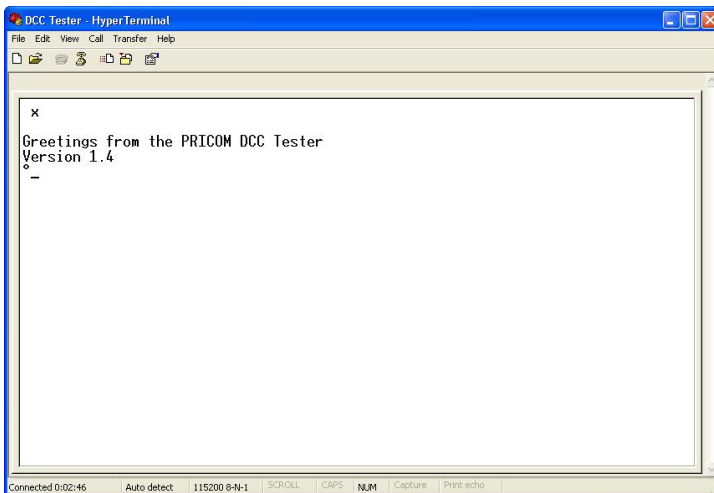 DCC Tester - HyperTerminal
File Edit View Call Transfer Help
x
Greetings from the PRICOM DCC Tester
Version 1.4
°_
Connected 0:02:46 Auto detect 115200 8-N-1 SCROLL CAPS NUM Capture Print echo